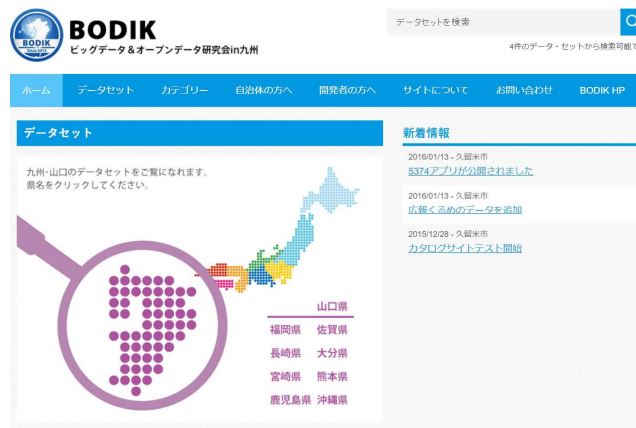 BODIK
Since 2013
BODIK
ビッグデータ＆オープンデータ研究会in九州
データセットを検索
4件のデータ・セットから検索可能で
ホーム データセット カテゴリー 自治体の方へ 開発者の方へ サイトについて お問い合わせ BODIK HP
データセット
九州・山口のデータセットをご覧になれます。
県名をクリックしてください。
山口県
福岡県 佐賀県
長崎県 大分県
宮崎県 熊本県
鹿児島県 沖縄県
新着情報
2016/01/13 - 久留米市
5374アプリが公開されました
2016/01/13 - 久留米市
広報くるめのデータを追加
2015/12/28 - 久留米市
カタログサイトテスト開始